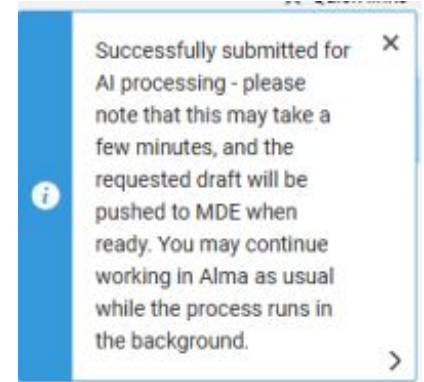 Successfully submitted for
AI processing - please
note that this may take a
few minutes, and the
requested draft will be
pushed to MDE when
ready. You may continue
working in Alma as usual
while the process runs in
the background.